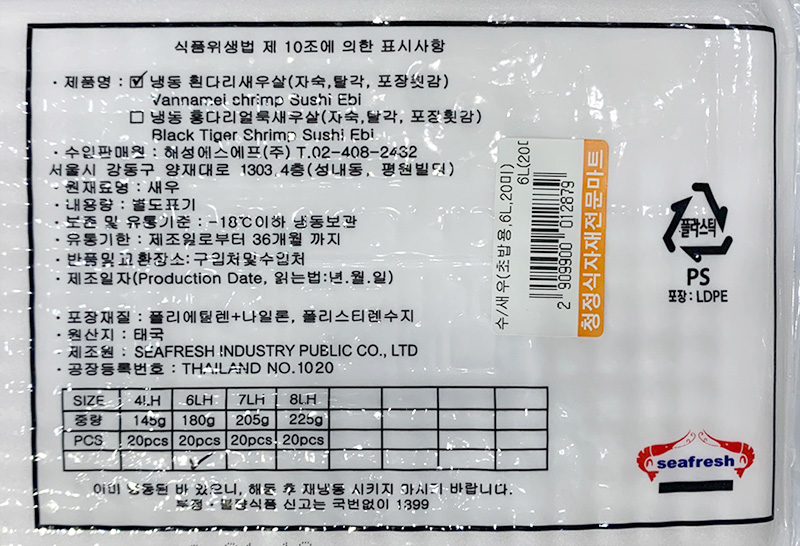 식품위생법 제 10조에 의한 표시사항
· 제품명 : ☑ 냉동 흰다리새우살(자숙,탈각, 포장횟감)
Vannamei shrimp Sushi Ebi
☐ 냉동 홍다리얼룩새우살(자숙,탈각, 포장횟감)
Black Tiger Shrimp Sushi Ebi
· 수입판매원 : 해성에스에프(주) T.02-408-2432
서울시 강동구 양재대로 1303,4층(성내동, 평원빌딩)
· 원재료명 : 새우
· 내용량 : 별도표기
· 보존 및 유통기준 : -18℃이하 냉동보관
· 유통기한 : 제조일로부터 36개월 까지
· 반품및교환장소:구입처및수입처
· 제조일자(Production Date, 읽는법:년.월.일)
· 포장재질 : 폴리에틸렌+나일론, 폴리스티렌수지
· 원산지 : 태국
· 제조원 : SEAFRESH INDUSTRY PUBLIC CO., LTD
· 공장등록번호 : THAILAND NO.1020
SIZE 4LH 6LH 7LH 8LH
중량 145g 180g 205g 225g
PCS 20pcs 20pcs 20pcs 20pcs
이미 냉동된 바 있으니, 해동 후 재냉동 시키지 마시기 바랍니다.
부정·불량식품 신고는 국번없이 1399
수/새우(초밥용,6L,20미)
6L(20
2 909900 012879
청정식자재전문마트
플라스틱
PS
포장: LDPE
seafresh